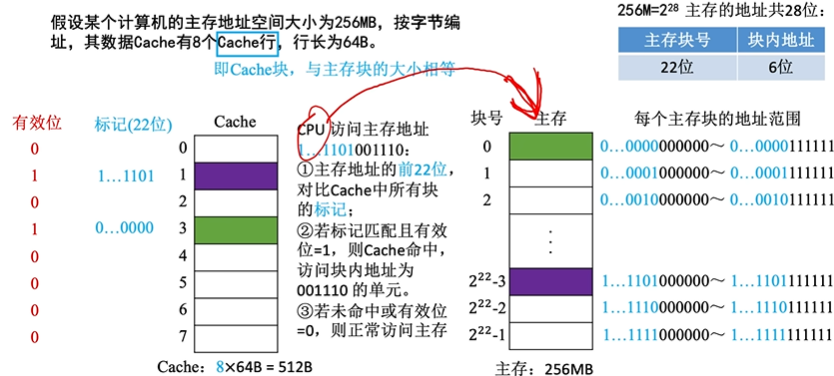 假设某个计算机的主存地址空间大小为256MB，按字节编
址，其数据Cache有8个Cache行，行长为64B。
即Cache块，与主存块的大小相等
256M=2²⁸ 主存的地址共28位：
主存块号 块内地址
22位 6位
有效位 标记(22位) Cache
0 0
1 1…1101 1
0 2
1 0…0000 3
0 4
0 5
0 6
0 7
Cache：8×64B = 512B
CPU 访问主存地址
1…1101001110：
①主存地址的前22位，
对比Cache中所有块
的标记；
②若标记匹配且有效
位=1，则Cache命中，
访问块内地址为
001110 的单元。
③若未命中或有效位
=0，则正常访问主存
块号 主存 每个主存块的地址范围
0 0…0000000000～ 0…0000111111
1 0…0001000000～ 0…0001111111
2 0…0010000000～ 0…0010111111
⋮
2²²-3 1…1101000000～ 1…1101111111
2²²-2 1…1110000000～ 1…1110111111
2²²-1 1…1111000000～ 1…1111111111
主存：256MB